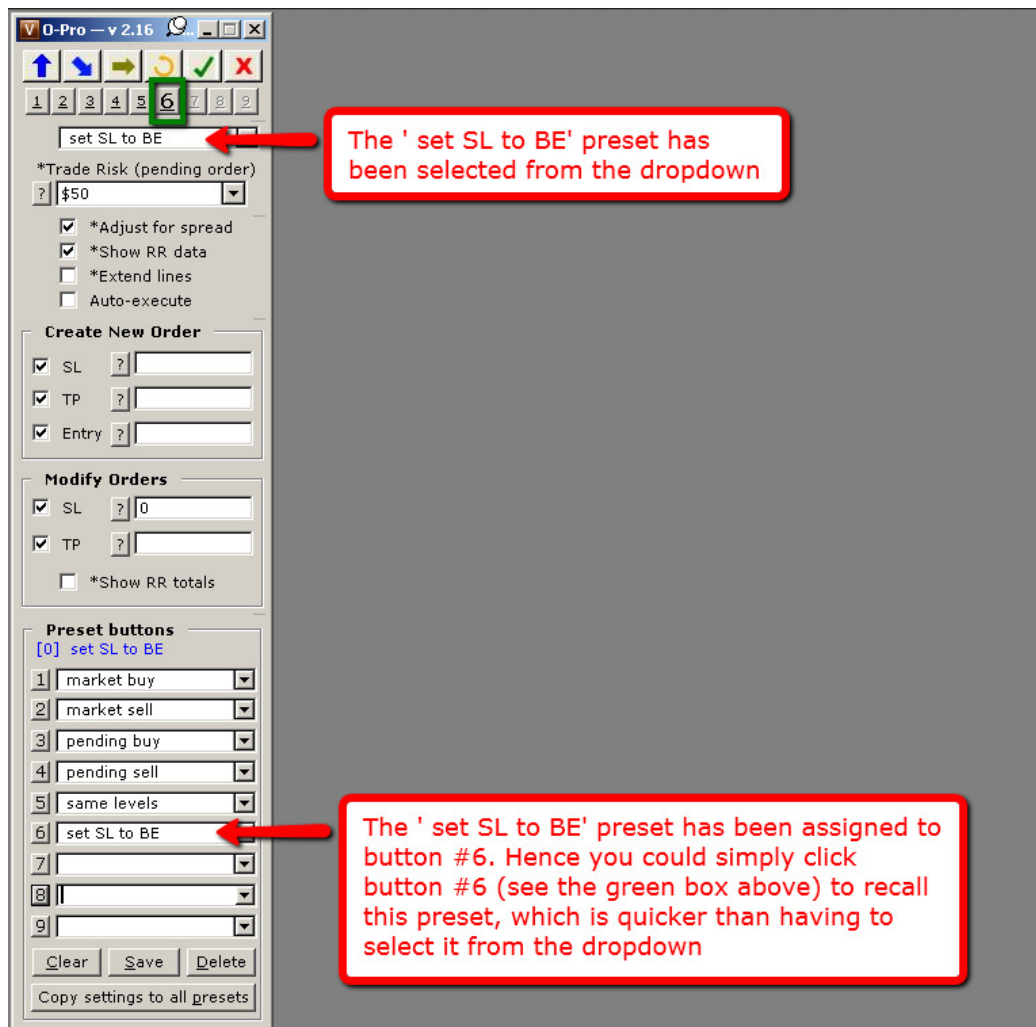 V O-Pro — v 2.16
1 2 3 4 5 6 7 8 9
set SL to BE
The ' set SL to BE' preset has
been selected from the dropdown
*Trade Risk (pending order)
? $50
*Adjust for spread
*Show RR data
*Extend lines
Auto-execute
Create New Order
SL ?
TP ?
Entry ?
Modify Orders
SL ? 0
TP ?
*Show RR totals
Preset buttons
[0] set SL to BE
1 market buy
2 market sell
3 pending buy
4 pending sell
5 same levels
6 set SL to BE
The ' set SL to BE' preset has been assigned to
button #6. Hence you could simply click
button #6 (see the green box above) to recall
this preset, which is quicker than having to
select it from the dropdown
7
8
9
Clear Save Delete
Copy settings to all presets